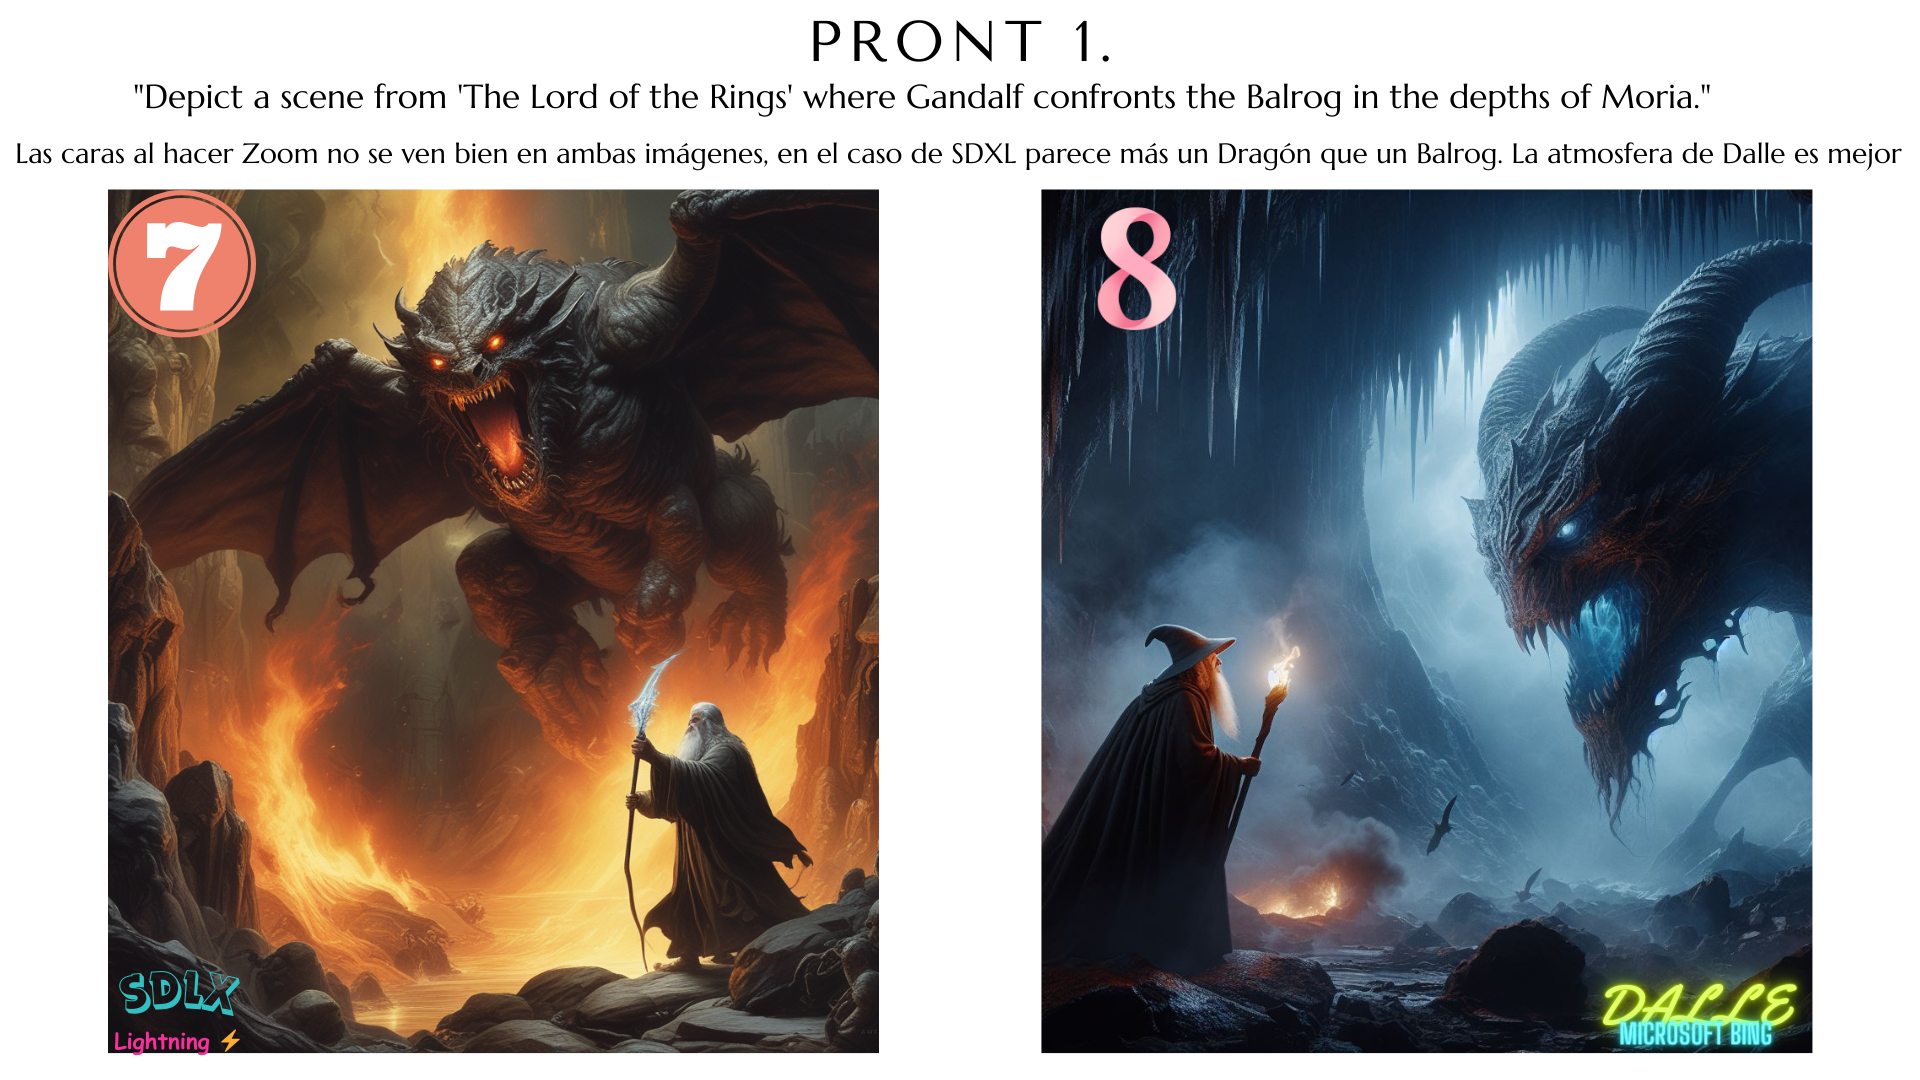 PRONT 1.
"Depict a scene from 'The Lord of the Rings' where Gandalf confronts the Balrog in the depths of Moria."
Las caras al hacer Zoom no se ven bien en ambas imágenes, en el caso de SDXL parece más un Dragón que un Balrog. La atmosfera de Dalle es mejor
7
8
SDLX
Lightning ⚡
DALLE
MICROSOFT BING